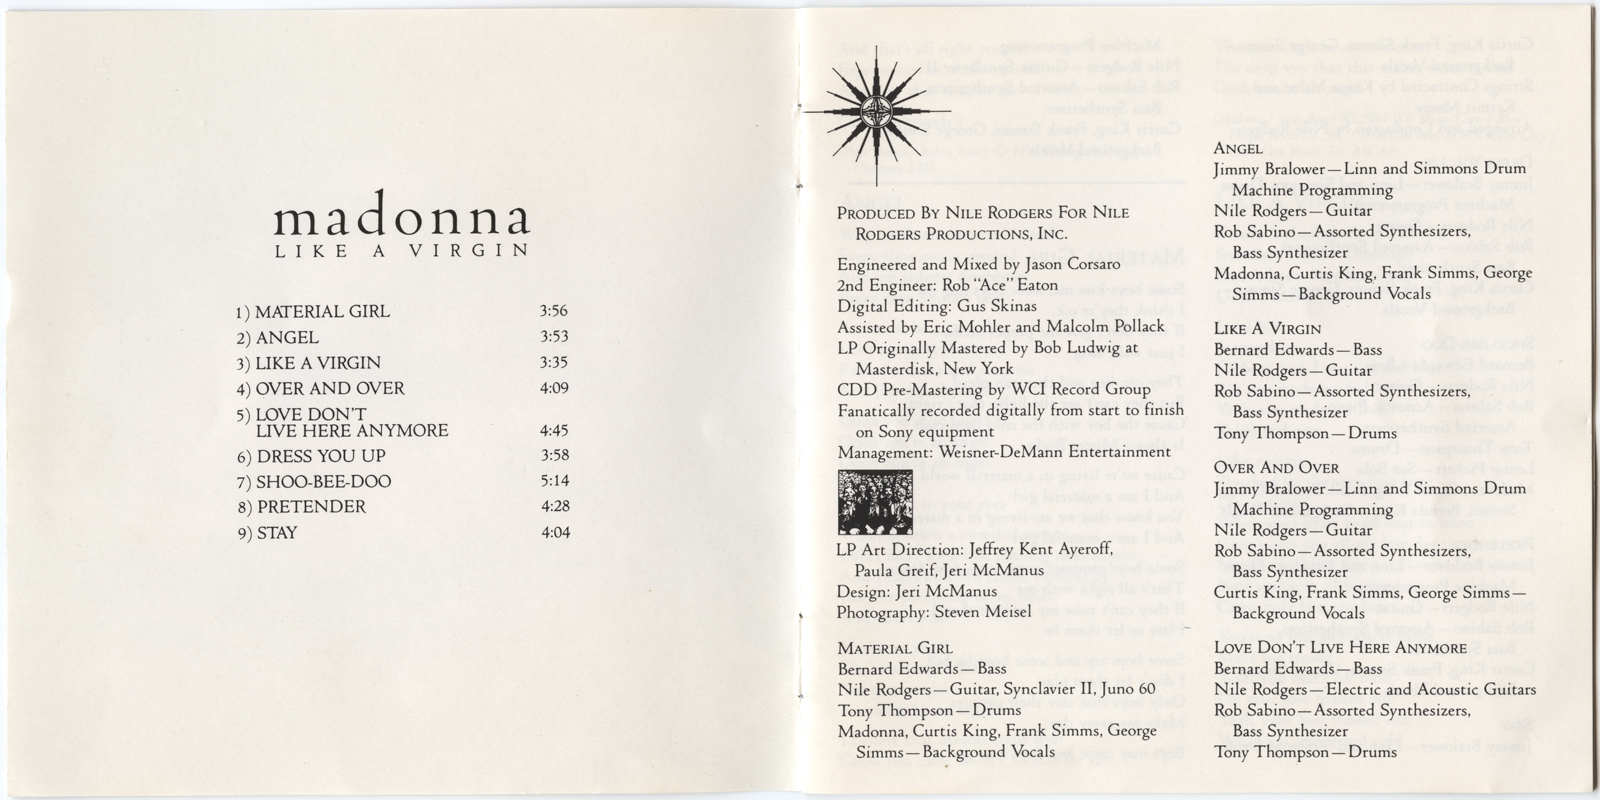 madonna
LIKE A VIRGIN
1) MATERIAL GIRL 3:56
2) ANGEL 3:53
3) LIKE A VIRGIN 3:35
4) OVER AND OVER 4:09
5) LOVE DON'T
LIVE HERE ANYMORE 4:45
6) DRESS YOU UP 3:58
7) SHOO-BEE-DOO 5:14
8) PRETENDER 4:28
9) STAY 4:04
PRODUCED BY NILE RODGERS FOR NILE
RODGERS PRODUCTIONS, INC.
Engineered and Mixed by Jason Corsaro
2nd Engineer: Rob “Ace” Eaton
Digital Editing: Gus Skinas
Assisted by Eric Mohler and Malcolm Pollack
LP Originally Mastered by Bob Ludwig at
Masterdisk, New York
CDD Pre-Mastering by WCI Record Group
Fanatically recorded digitally from start to finish
on Sony equipment
Management: Weisner-DeMann Entertainment
LP Art Direction: Jeffrey Kent Ayeroff,
Paula Greif, Jeri McManus
Design: Jeri McManus
Photography: Steven Meisel
MATERIAL GIRL
Bernard Edwards—Bass
Nile Rodgers—Guitar, Synclavier II, Juno 60
Tony Thompson—Drums
Madonna, Curtis King, Frank Simms, George
Simms—Background Vocals
ANGEL
Jimmy Bralower—Linn and Simmons Drum
Machine Programming
Nile Rodgers—Guitar
Rob Sabino—Assorted Synthesizers,
Bass Synthesizer
Madonna, Curtis King, Frank Simms, George
Simms—Background Vocals
LIKE A VIRGIN
Bernard Edwards—Bass
Nile Rodgers—Guitar
Rob Sabino—Assorted Synthesizers,
Bass Synthesizer
Tony Thompson—Drums
OVER AND OVER
Jimmy Bralower—Linn and Simmons Drum
Machine Programming
Nile Rodgers—Guitar
Rob Sabino—Assorted Synthesizers,
Bass Synthesizer
Curtis King, Frank Simms, George Simms—
Background Vocals
LOVE DON'T LIVE HERE ANYMORE
Bernard Edwards—Bass
Nile Rodgers—Electric and Acoustic Guitars
Rob Sabino—Assorted Synthesizers,
Bass Synthesizer
Tony Thompson—Drums